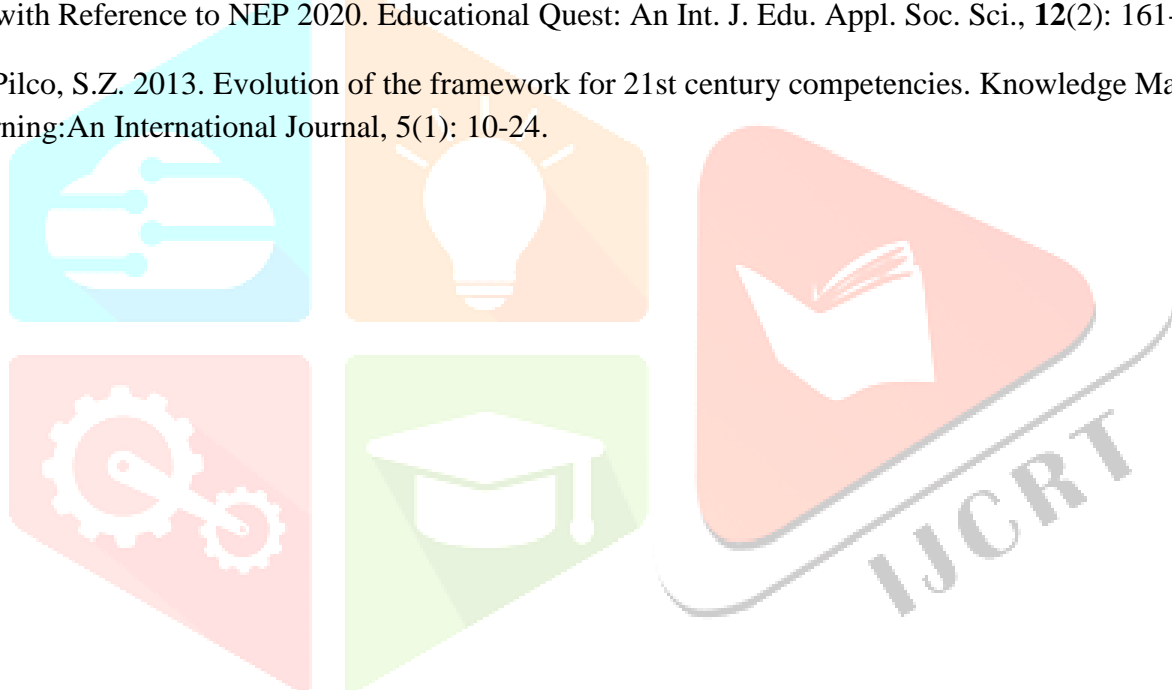 with Reference to NEP 2020. Educational Quest: An Int. J. Edu. Appl. Soc. Sci., 12(2): 161-
Pilco, S.Z. 2013. Evolution of the framework for 21st century competencies. Knowledge Ma
rning:An International Journal, 5(1): 10-24.
IJCRT